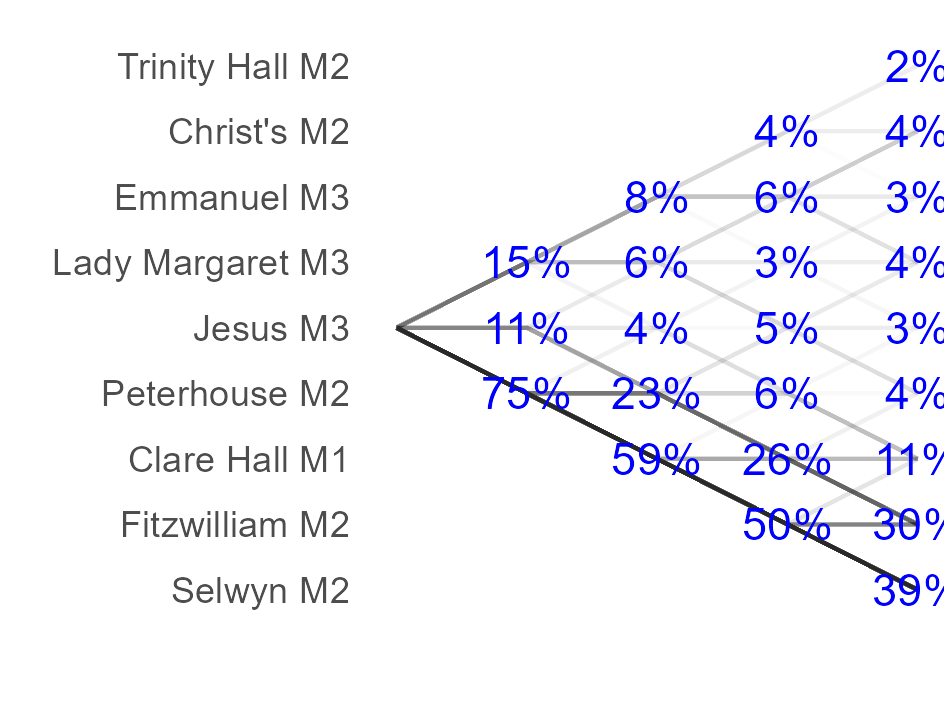 Trinity Hall M2 2%
Christ's M2 4% 4%
Emmanuel M3 8% 6% 3%
Lady Margaret M3 15% 6% 3% 4%
Jesus M3 11% 4% 5% 3%
Peterhouse M2 75% 23% 6% 4%
Clare Hall M1 59% 26% 11%
Fitzwilliam M2 50% 30%
Selwyn M2 39%